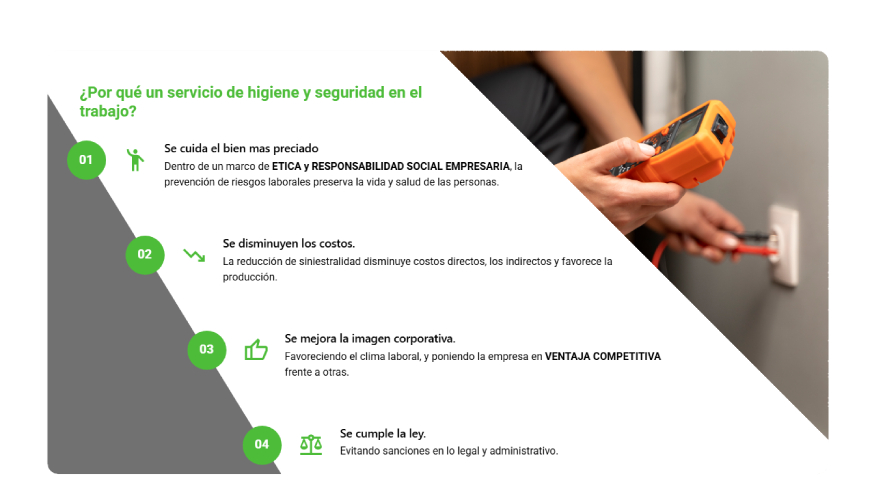 ¿Por qué un servicio de higiene y seguridad en el
trabajo?
01
Se cuida el bien mas preciado
Dentro de un marco de ETICA y RESPONSABILIDAD SOCIAL EMPRESARIA, la
prevención de riesgos laborales preserva la vida y salud de las personas.
02
Se disminuyen los costos.
La reducción de siniestralidad disminuye costos directos, los indirectos y favorece la
producción.
03
Se mejora la imagen corporativa.
Favoreciendo el clima laboral, y poniendo la empresa en VENTAJA COMPETITIVA
frente a otras.
04
Se cumple la ley.
Evitando sanciones en lo legal y administrativo.